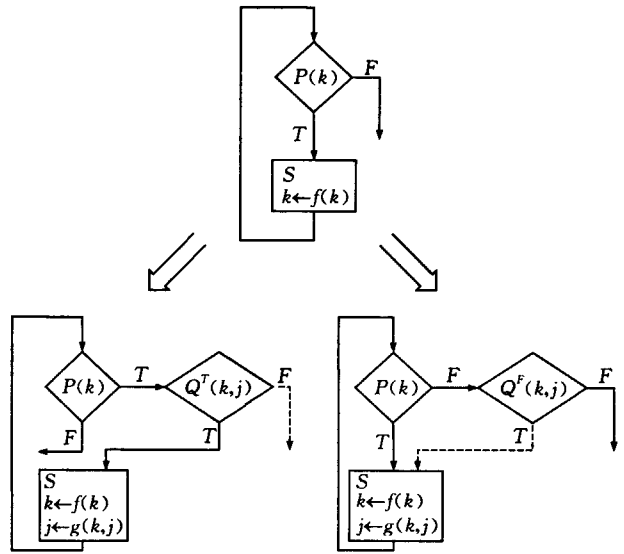 P(k)
F
T
S
k←f(k)
P(k)
T
Q^T(k,j)
F
F
T
S
k←f(k)
j←g(k,j)
P(k)
F
Q^F(k,j)
F
T
T
S
k←f(k)
j←g(k,j)